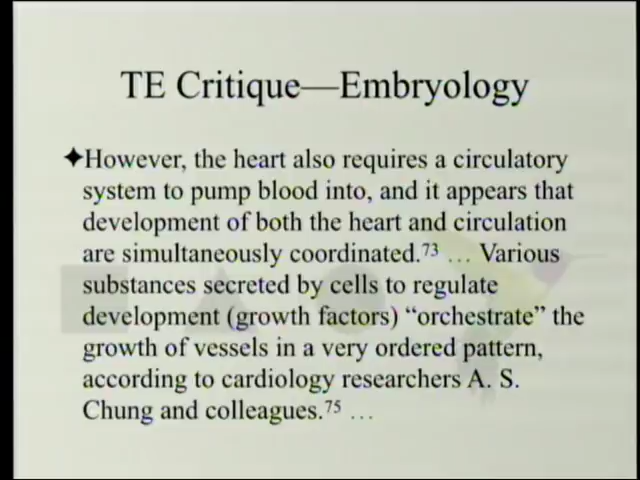 TE Critique—Embryology
✦However, the heart also requires a circulatory
system to pump blood into, and it appears that
development of both the heart and circulation
are simultaneously coordinated.⁷³ … Various
substances secreted by cells to regulate
development (growth factors) “orchestrate” the
growth of vessels in a very ordered pattern,
according to cardiology researchers A. S.
Chung and colleagues.⁷⁵ …